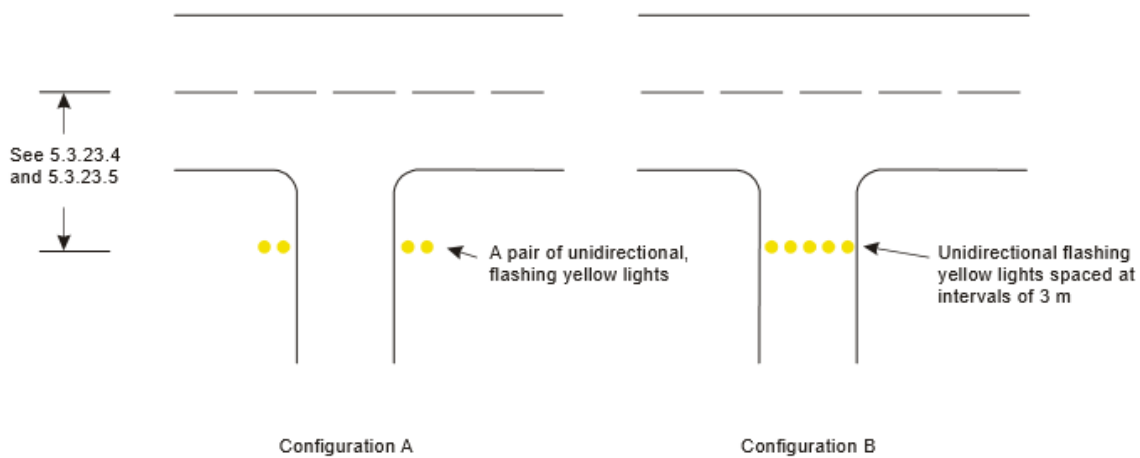 See 5.3.23.4
and 5.3.23.5
A pair of unidirectional,
flashing yellow lights
Unidirectional flashing
yellow lights spaced at
intervals of 3 m
Configuration A
Configuration B